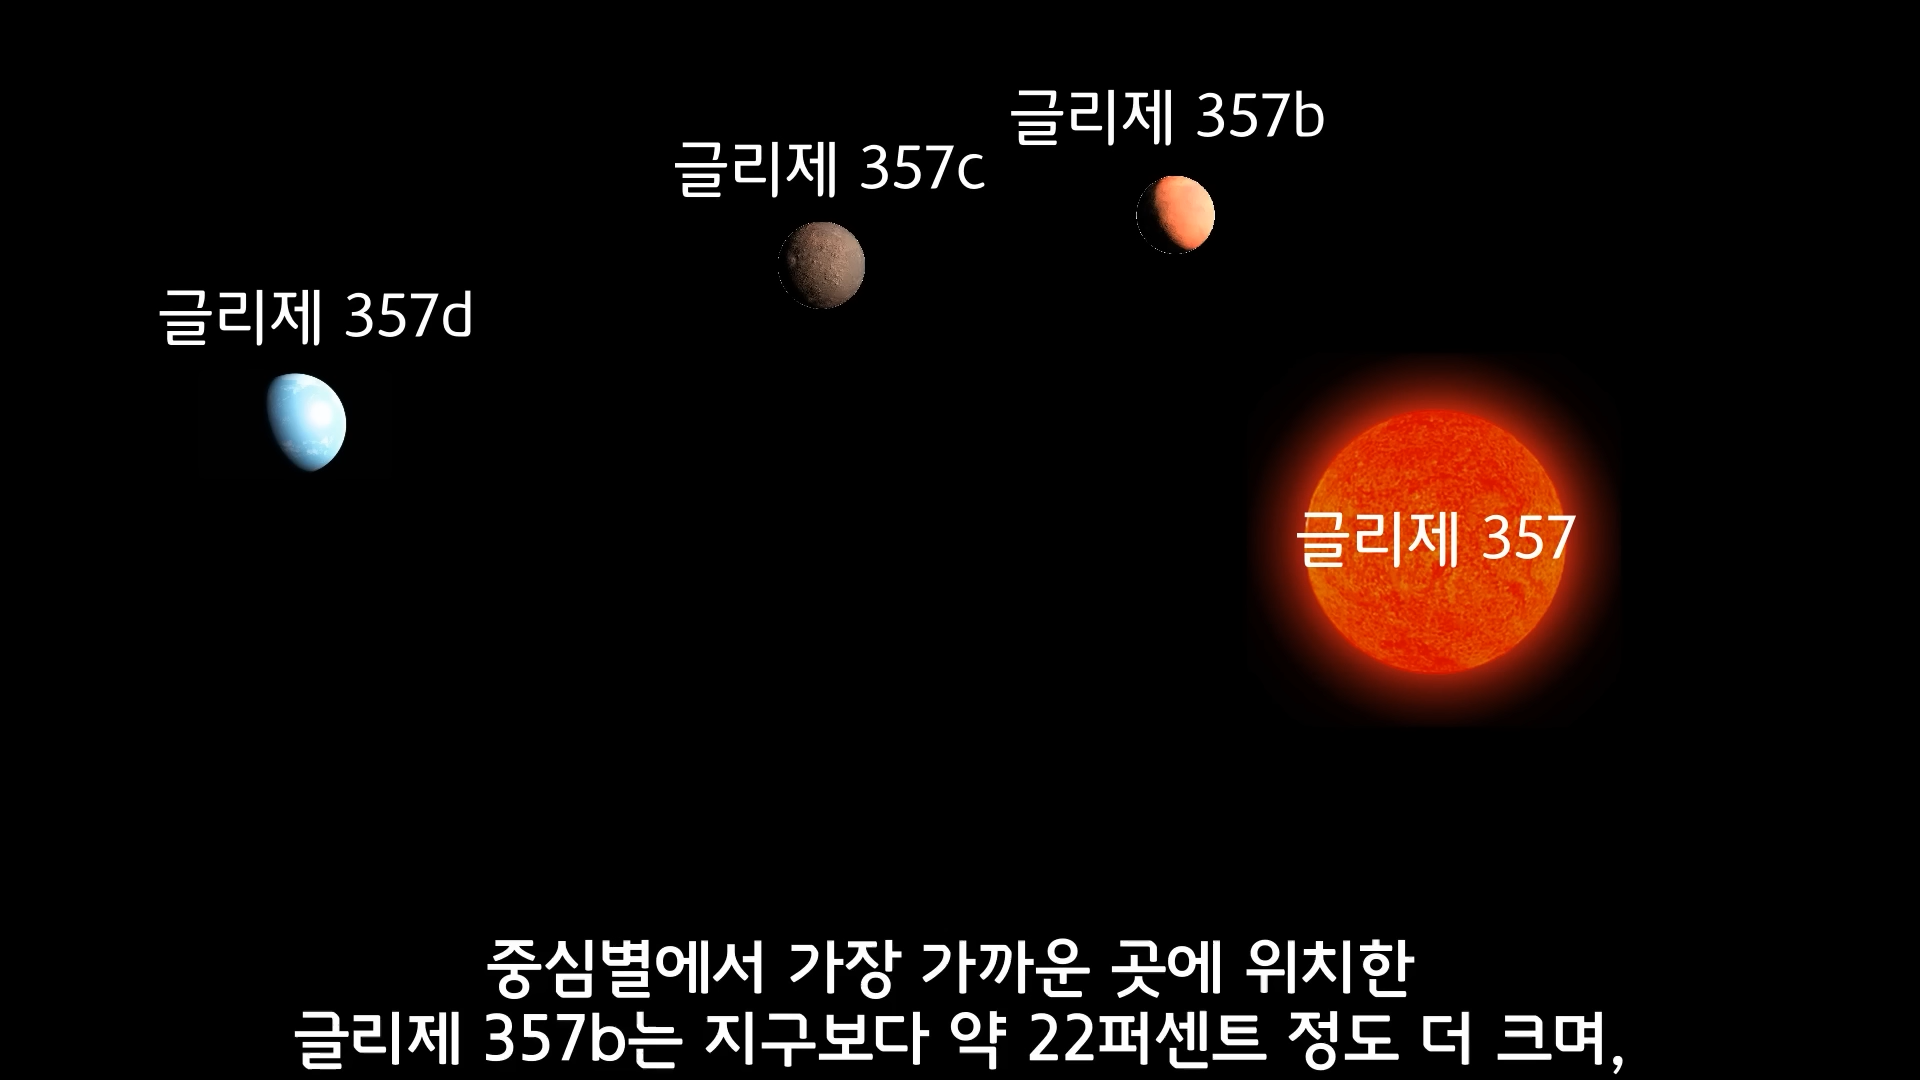 글리제 357b
글리제 357c
글리제 357d
글리제 357
중심별에서 가장 가까운 곳에 위치한
글리제 357b는 지구보다 약 22퍼센트 정도 더 크며,